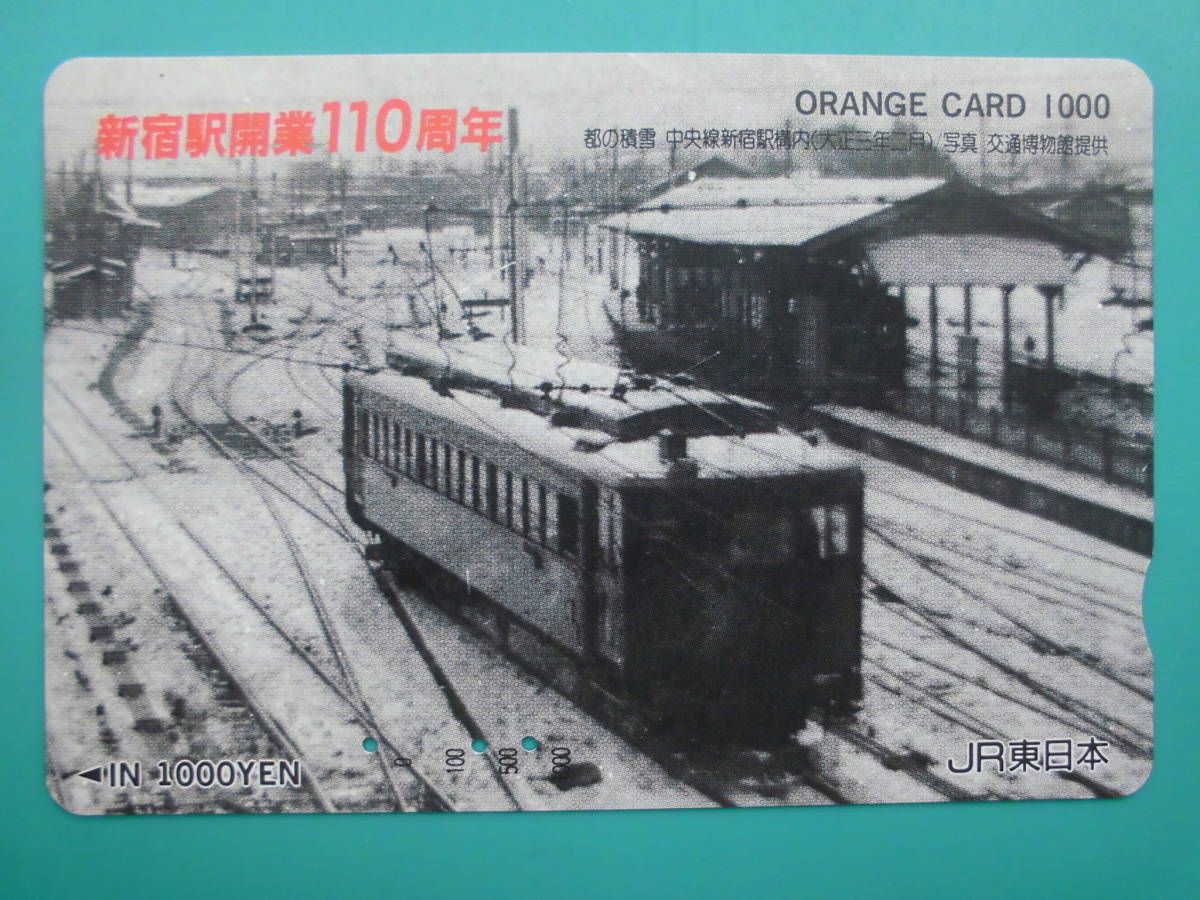 新宿駅開業110周年
ORANGE CARD 1000
都の積雪 中央線新宿駅構内(大正三年二月)/写真 交通博物館提供
0 100 500 1000
◀IN 1000YEN
JR東日本